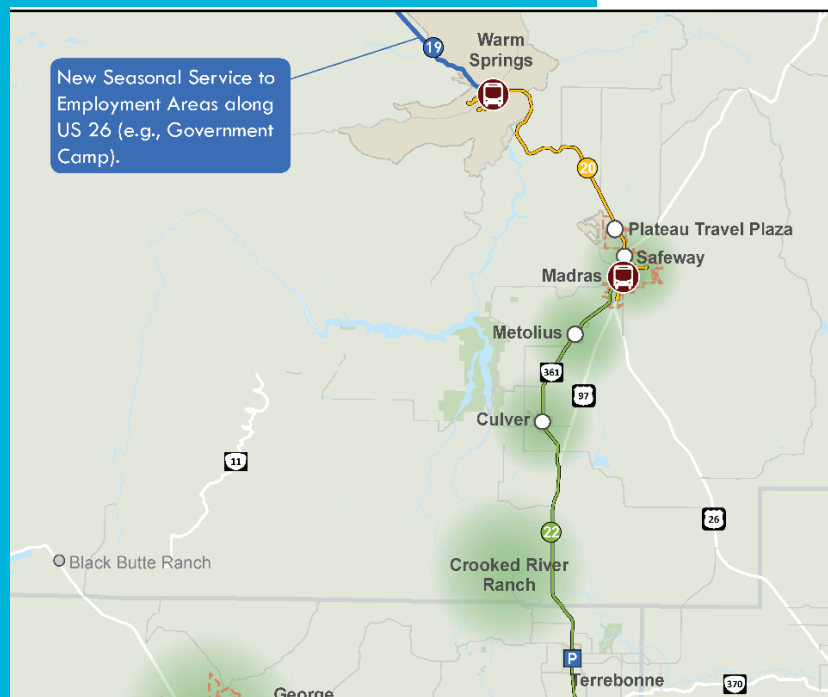 19
Warm
Springs
New Seasonal Service to
Employment Areas along
US 26 (e.g., Government
Camp).
20
Plateau Travel Plaza
Safeway
Madras
Metolius
361
97
Culver
11
26
22
Black Butte Ranch
Crooked River
Ranch
P
Terrebonne
370
George